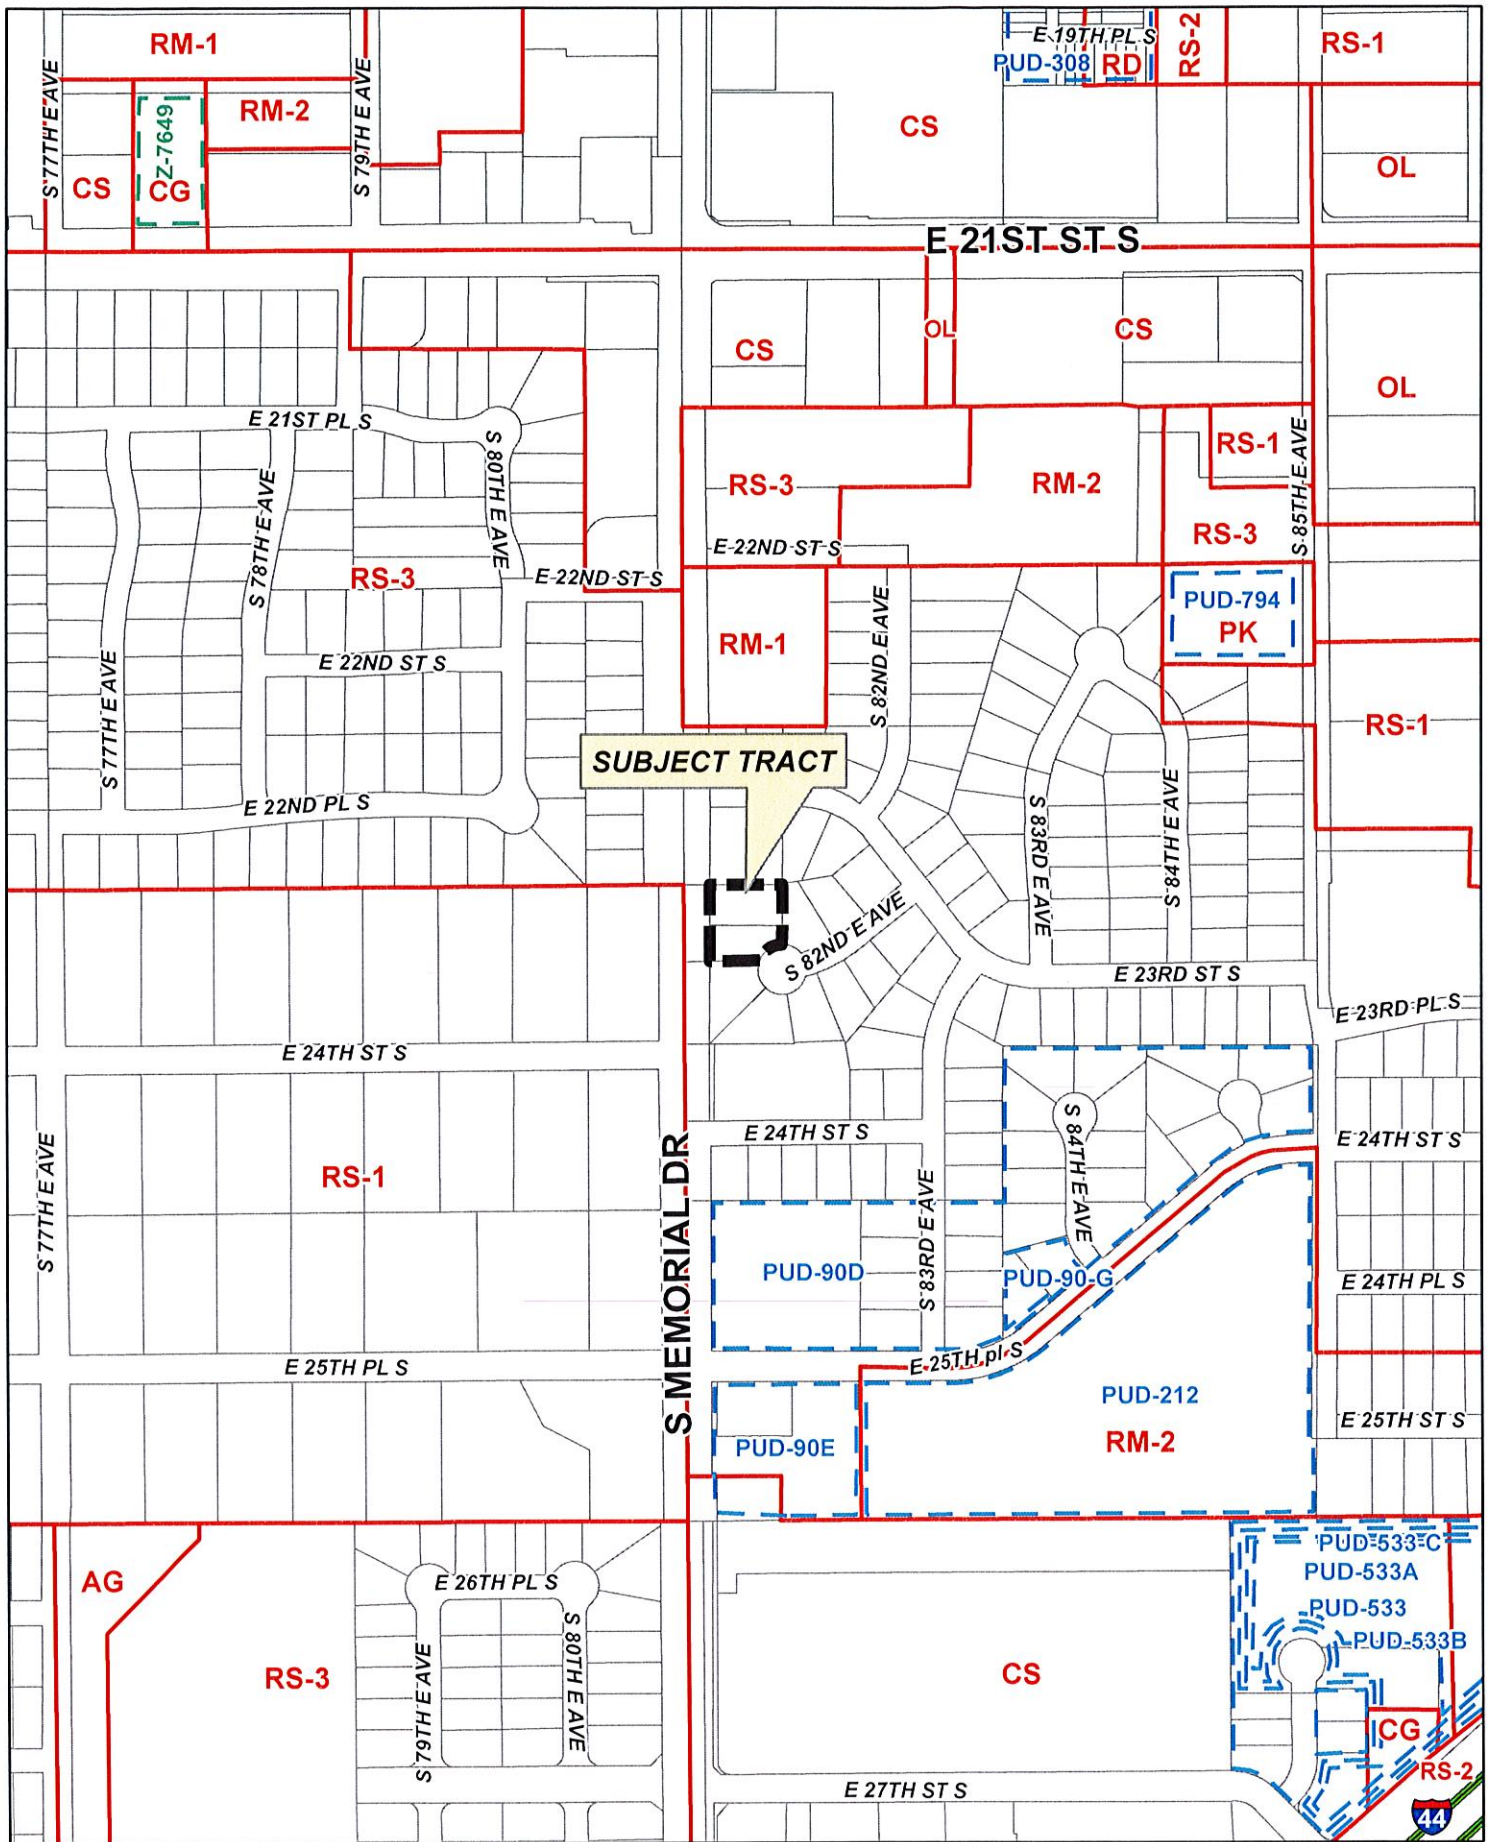 E 19TH PL S
RM-1
RS-2
RS-1
PUD-308
RD
S 77TH E AVE
S 79TH E AVE
RM-2
Z-7649
CS
CS
CG
OL
E 21ST ST S
OL
CS
CS
OL
E 21ST PL S
S 80TH E AVE
RS-1
S 85TH E AVE
RS-3
RM-2
S 78TH E AVE
RS-3
E 22ND ST S
RS-3
E 22ND ST S
PUD-794
PK
RM-1
S 82ND E AVE
E 22ND ST S
S 77TH E AVE
RS-1
SUBJECT TRACT
E 22ND PL S
S 83RD E AVE
S 84TH E AVE
S 82ND E AVE
E 23RD ST S
E 23RD PL S
E 24TH ST S
E 24TH ST S
S 84TH E AVE
E 24TH ST S
S 77TH E AVE
RS-1
S MEMORIAL DR
S 83RD E AVE
PUD-90D
PUD-90-G
E 24TH PL S
E 25TH PL S
E 25TH pl S
PUD-212
E 25TH ST S
PUD-90E
RM-2
PUD-533-C
PUD-533A
AG
E 26TH PL S
PUD-533
PUD-533B
S 79TH E AVE
S 80TH E AVE
RS-3
CS
CG
RS-2
E 27TH ST S
44